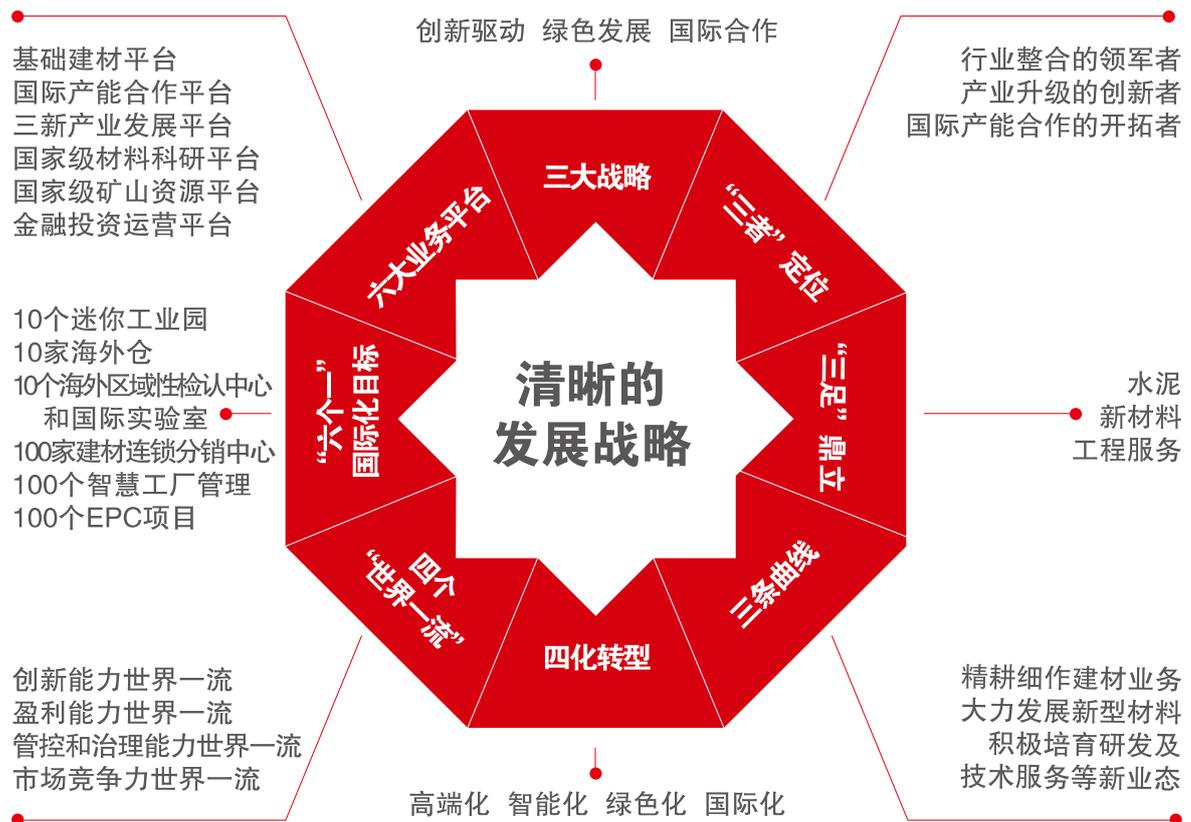 创新驱动 绿色发展 国际合作
三大战略
基础建材平台
国际产能合作平台
三新产业发展平台
国家级材料科研平台
国家级矿山资源平台
金融投资运营平台
六大业务平台
行业整合的领军者
产业升级的创新者
国际产能合作的开拓者
“三者”定位
10个迷你工业园
10家海外仓
10个海外区域性检认中心
和国际实验室
100家建材连锁分销中心
100个智慧工厂管理
100个EPC项目
“六个一”
国际化目标
清晰的
发展战略
“三足”鼎立
水泥
新材料
工程服务
创新能力世界一流
盈利能力世界一流
管控和治理能力世界一流
市场竞争力世界一流
四个
“世界一流”
四化转型
高端化 智能化 绿色化 国际化
三条曲线
精耕细作建材业务
大力发展新型材料
积极培育研发及
技术服务等新业态